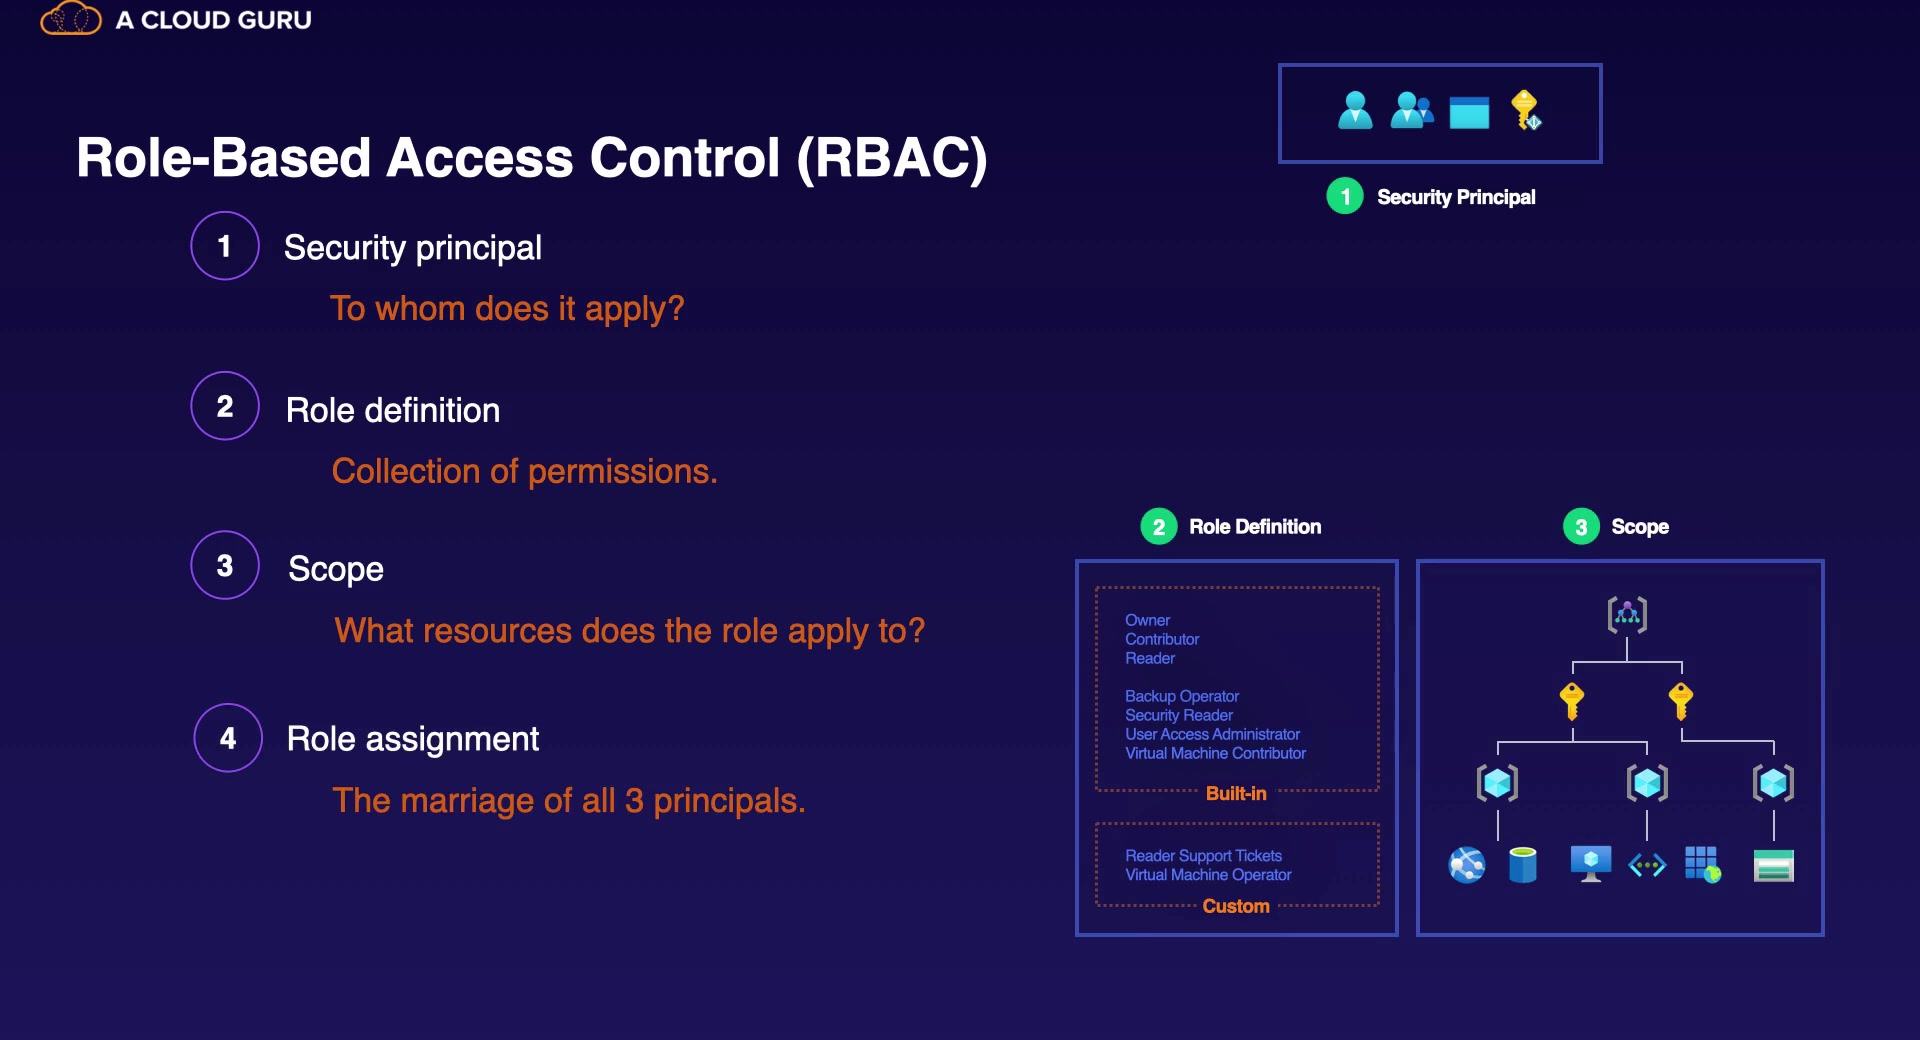 A CLOUD GURU
Role-Based Access Control (RBAC)
1 Security principal
To whom does it apply?
2 Role definition
Collection of permissions.
3 Scope
What resources does the role apply to?
4 Role assignment
The marriage of all 3 principals.
1 Security Principal
2 Role Definition
Owner
Contributor
Reader
Backup Operator
Security Reader
User Access Administrator
Virtual Machine Contributor
Built-in
Reader Support Tickets
Virtual Machine Operator
Custom
3 Scope